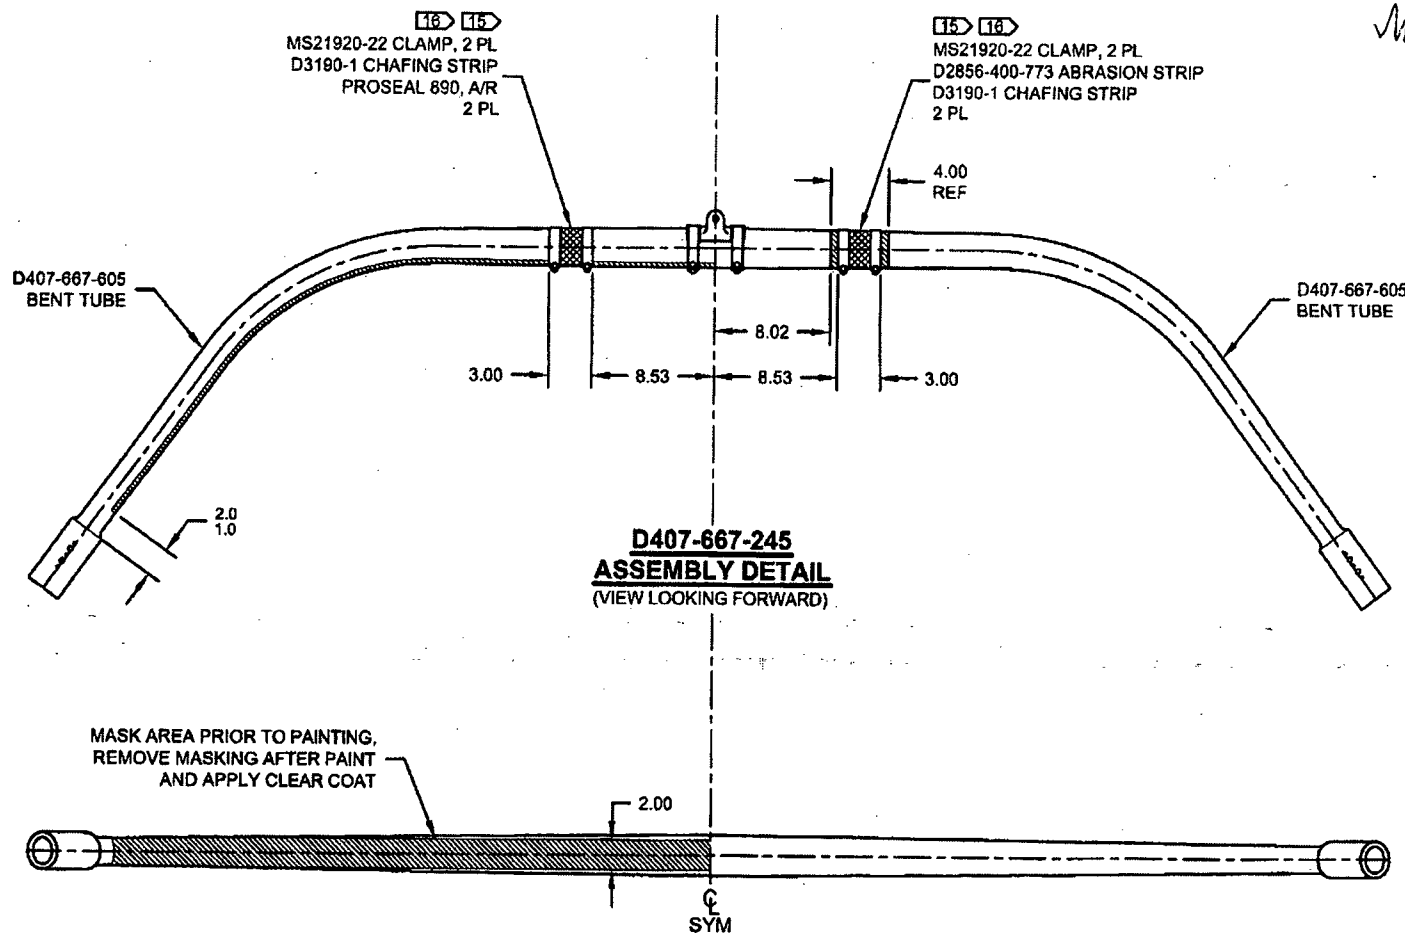 16 15
MS21920-22 CLAMP, 2 PL
D3190-1 CHAFING STRIP
PROSEAL 890, A/R
2 PL
15 16
MS21920-22 CLAMP, 2 PL
D2856-400-773 ABRASION STRIP
D3190-1 CHAFING STRIP
2 PL
4.00
REF
D407-667-605
BENT TUBE
D407-667-605
BENT TUBE
8.02
3.00
8.53
8.53
3.00
2.0
1.0
D407-667-245
ASSEMBLY DETAIL
(VIEW LOOKING FORWARD)
MASK AREA PRIOR TO PAINTING,
REMOVE MASKING AFTER PAINT
AND APPLY CLEAR COAT
2.00
SYM